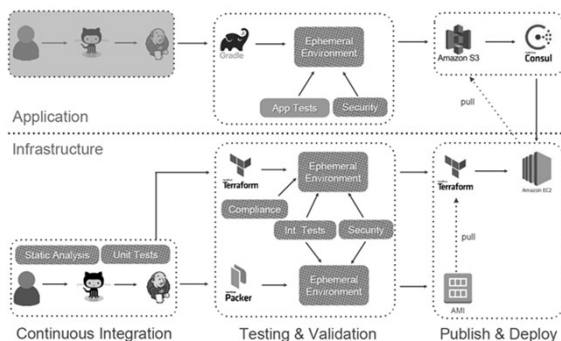 Gradle
Ephemeral
Environment
App Tests
Security
Amazon S3
Consul
Application
pull
Infrastructure
Terraform
Ephemeral
Environment
Compliance
Int. Tests
Security
Terraform
Amazon EC2
Static Analysis
Unit Tests
Packer
Ephemeral
Environment
pull
AMI
Continuous Integration
Testing & Validation
Publish & Deploy